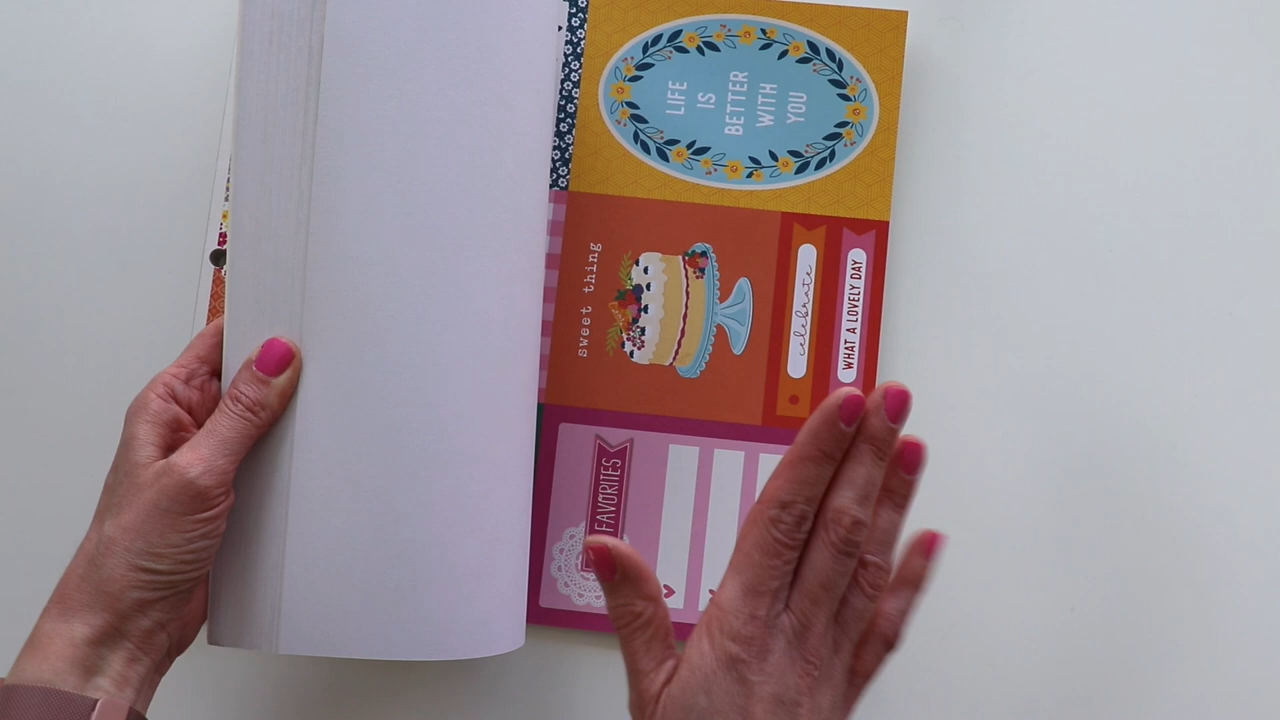 LIFE
IS
BETTER
WITH
YOU
sweet thing
celebrate
WHAT A LOVELY DAY
FAVORITES